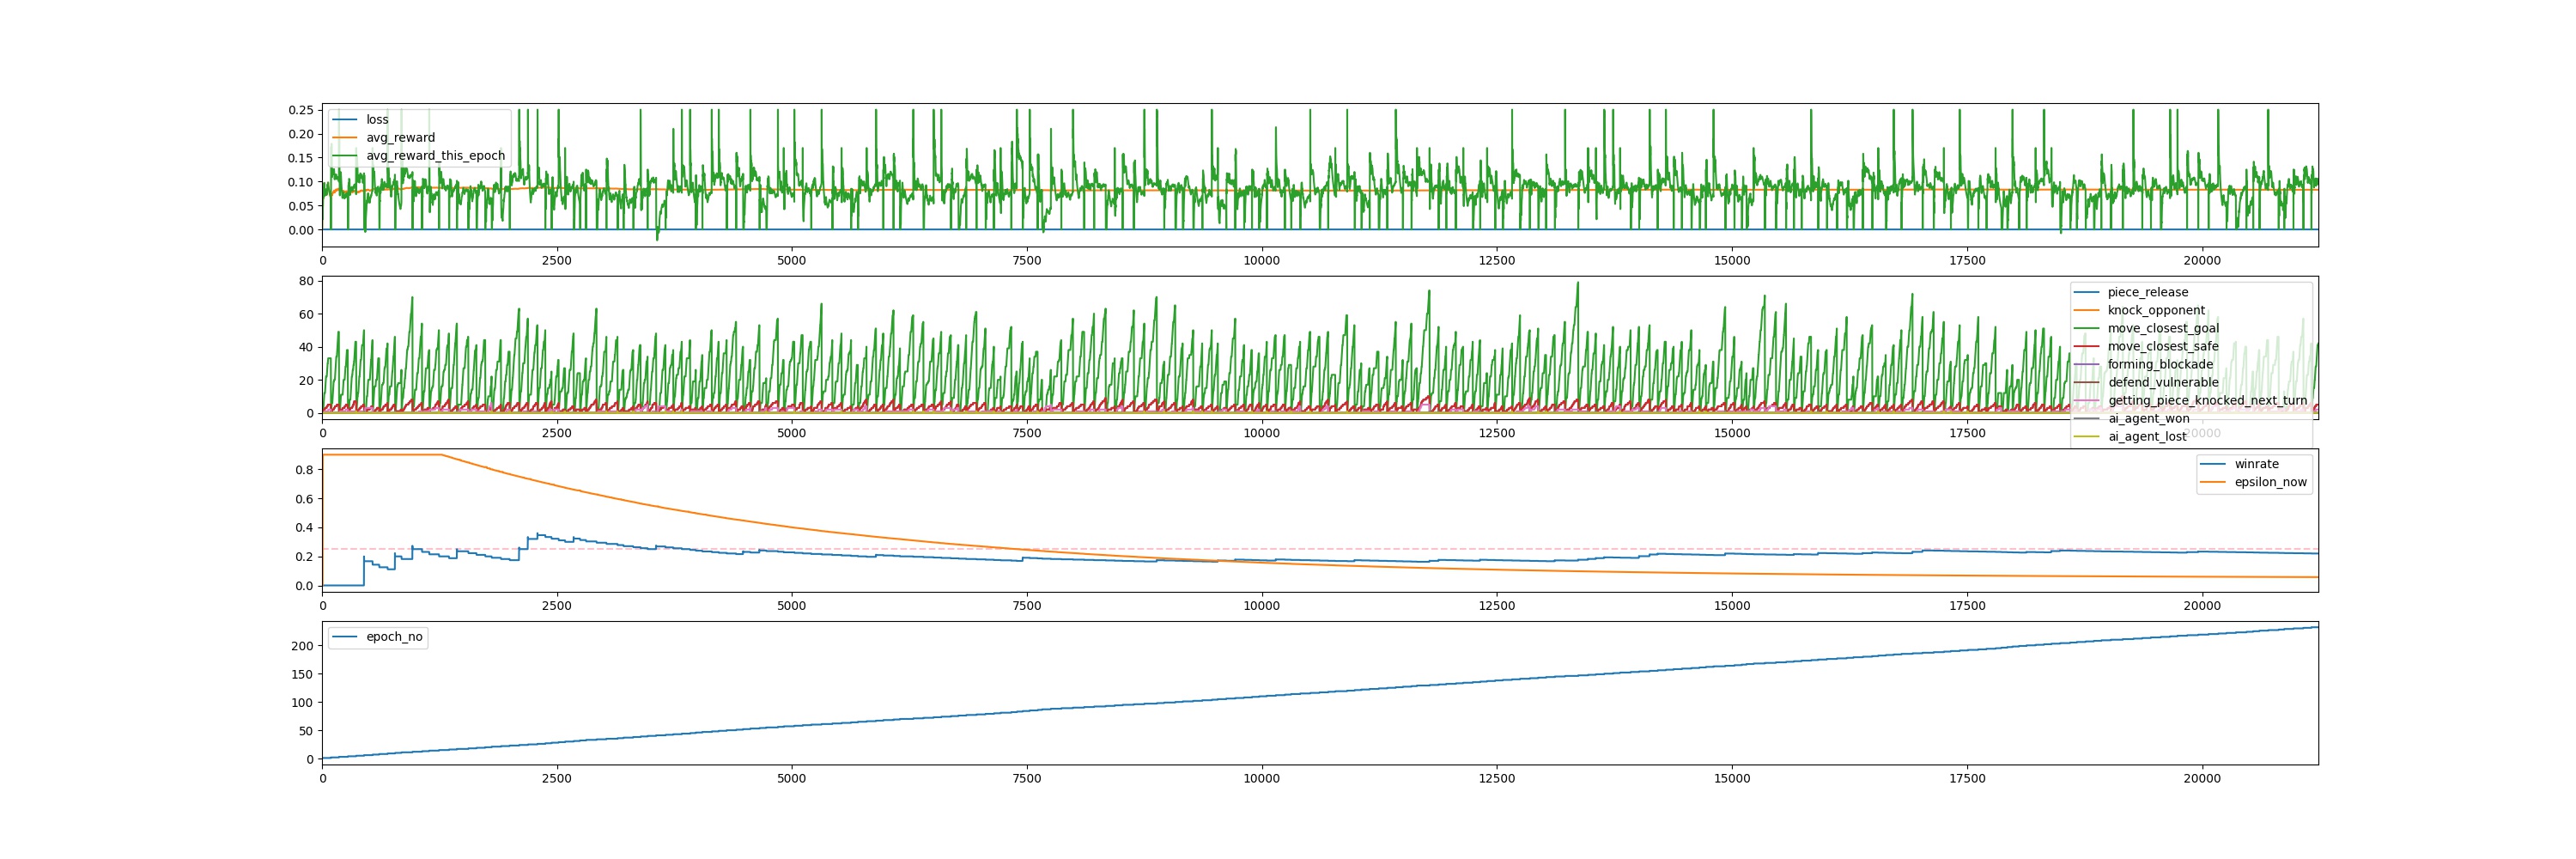 0.25
0.20
0.15
0.10
0.05
0.00
loss
avg_reward
avg_reward_this_epoch
0 2500 5000 7500 10000 12500 15000 17500 20000
80
60
40
20
0
piece_release
knock_opponent
move_closest_goal
move_closest_safe
forming_blockade
defend_vulnerable
getting_piece_knocked_next_turn
ai_agent_won
ai_agent_lost
0 2500 5000 7500 10000 12500 15000 17500 20000
0.8
0.6
0.4
0.2
0.0
winrate
epsilon_now
0 2500 5000 7500 10000 12500 15000 17500 20000
200
150
100
50
0
epoch_no
0 2500 5000 7500 10000 12500 15000 17500 20000